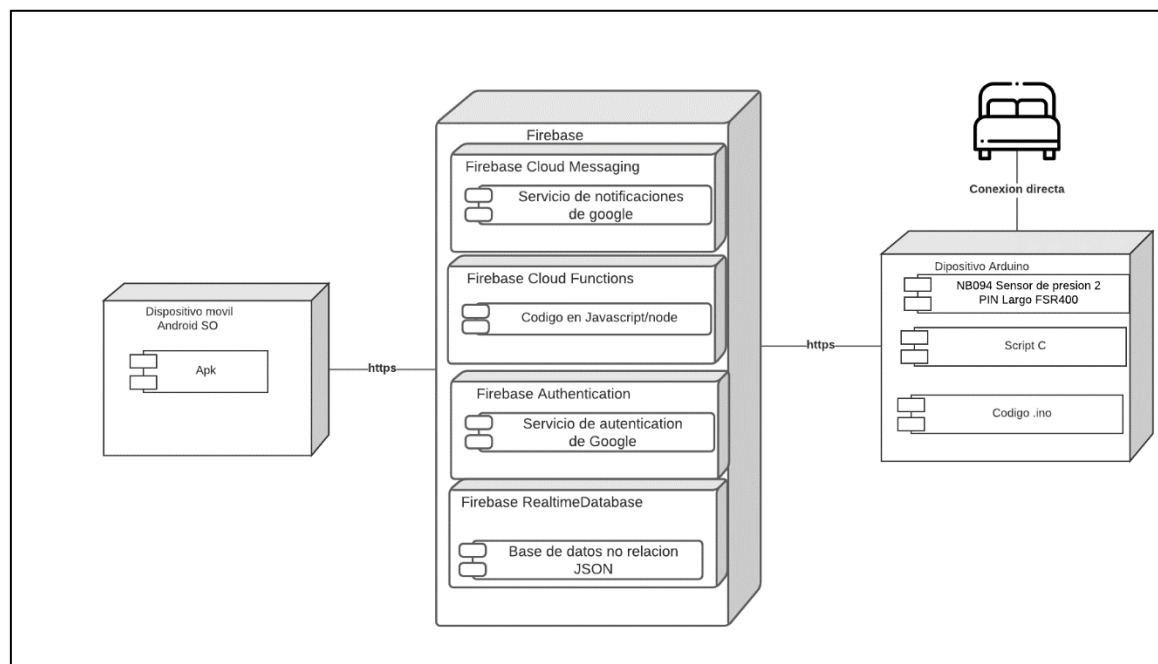 Firebase
Firebase Cloud Messaging
Servicio de notificaciones
de google
Firebase Cloud Functions
Codigo en Javascript/node
Firebase Authentication
Servicio de autentication
de Google
Firebase RealtimeDatabase
Base de datos no relacion
JSON
Dispositivo movil
Android SO
Apk
https
https
Conexion directa
Dipositivo Arduino
NB094 Sensor de presion 2
PIN Largo FSR400
Script C
Codigo .ino